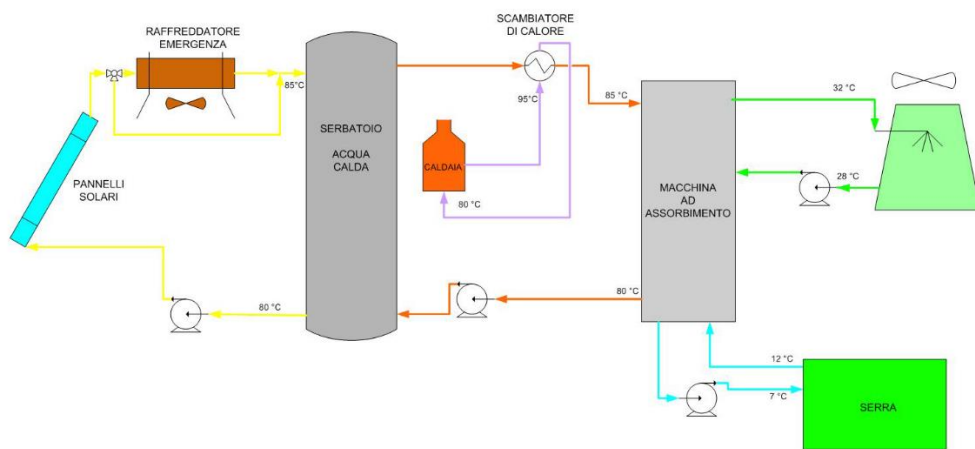 SCAMBIATORE
DI CALORE
RAFFREDDATORE
EMERGENZA
85°C
95°C
85 °C
32 °C
SERBATOIO
ACQUA
CALDA
CALDAIA
PANNELLI
SOLARI
80 °C
MACCHINA
AD
ASSORBIMENTO
28 °C
80 °C
80 °C
12 °C
7 °C
SERRA